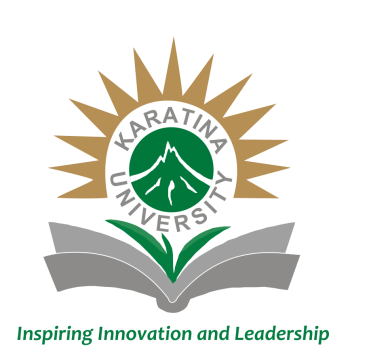 KARATINA
UNIVERSITY
Inspiring Innovation and Leadership